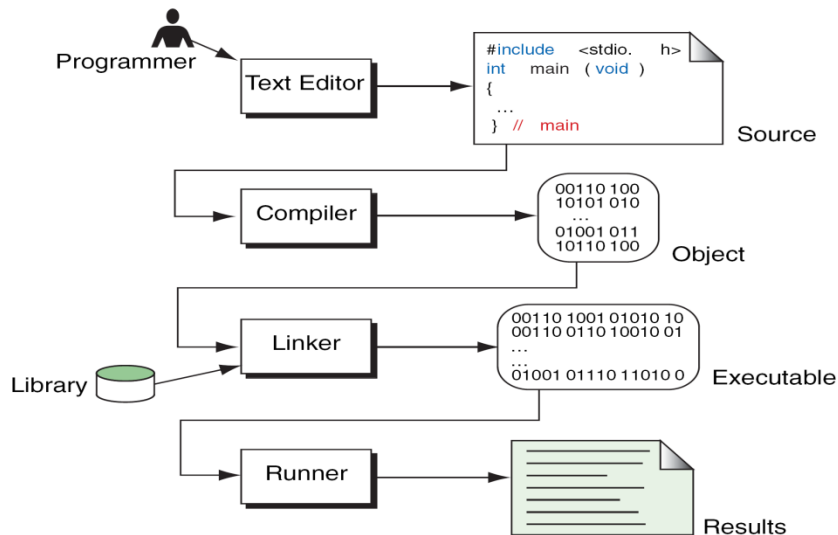 Programmer
Text Editor
#include <stdio. h>
int main ( void )
{
...
} // main
Source
Compiler
00110 100
10101 010
...
01001 011
10110 100
Object
Linker
Library
00110 1001 01010 10
00110 0110 10010 01
...
...
01001 01110 11010 0
Executable
Runner
Results